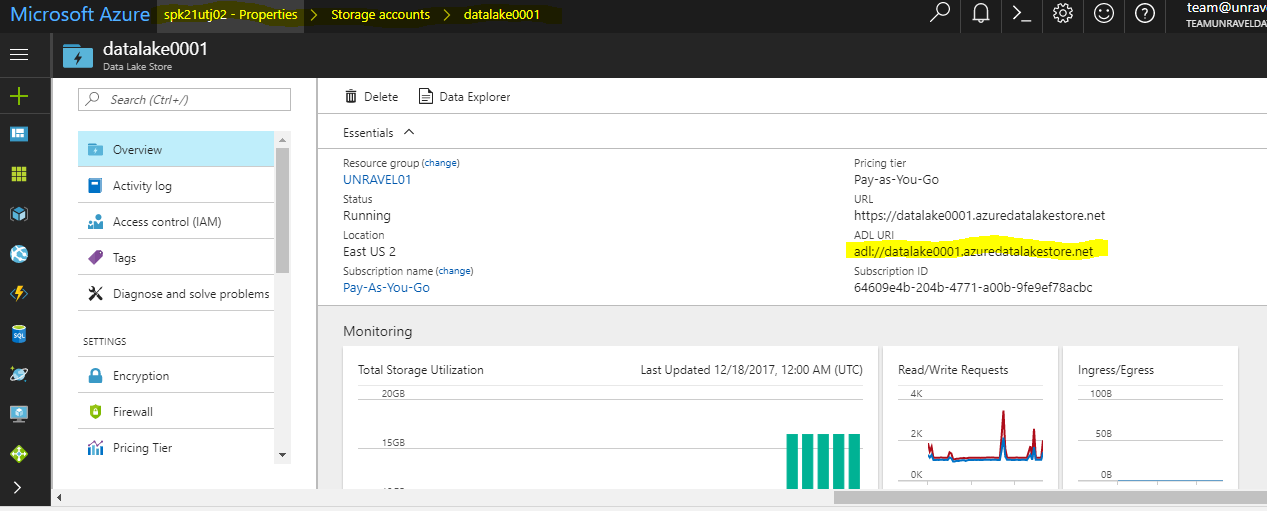 Microsoft Azure spk21utj02 - Properties > Storage accounts > datalake0001
team@unrav
TEAMUNRAVELDA
datalake0001
Data Lake Store
Search (Ctrl+/)
Overview
Activity log
Access control (IAM)
Tags
Diagnose and solve problems
SETTINGS
Encryption
Firewall
Pricing Tier
Delete
Data Explorer
Essentials
Resource group (change)
UNRAVEL01
Status
Running
Location
East US 2
Subscription name (change)
Pay-As-You-Go
Pricing tier
Pay-as-You-Go
URL
https://datalake0001.azuredatalakestore.net
ADL URI
adl://datalake0001.azuredatalakestore.net
Subscription ID
64609e4b-204b-4771-a00b-9fe9ef78acbc
Monitoring
Total Storage Utilization
Last Updated 12/18/2017, 12:00 AM (UTC)
20GB
15GB
Read/Write Requests
4K
2K
0K
Ingress/Egress
100B
50B
0B